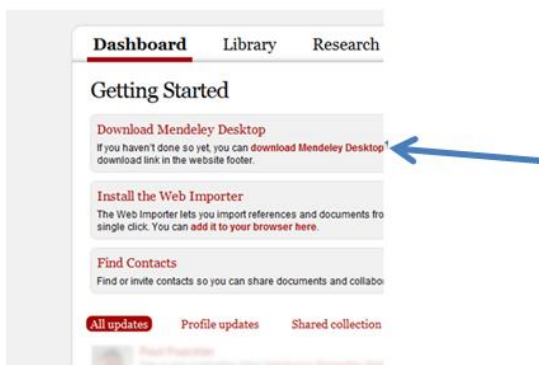 Dashboard Library Research
Getting Started
Download Mendeley Desktop
If you haven't done so yet, you can download Mendeley Desktop
download link in the website footer.
Install the Web Importer
The Web Importer lets you import references and documents fro
single click. You can add it to your browser here.
Find Contacts
Find or invite contacts so you can share documents and collabo
All updates Profile updates Shared collection